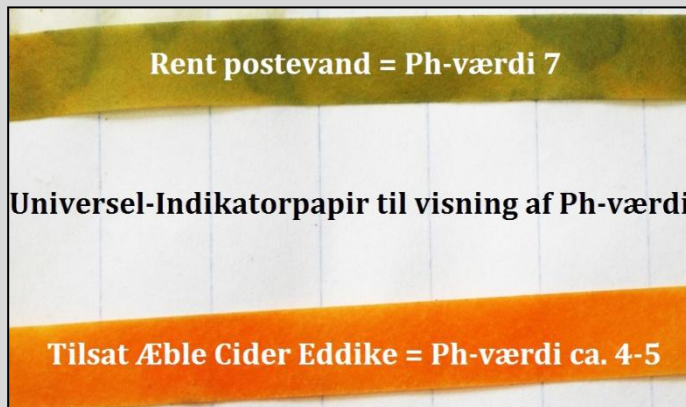 Rent postevand = Ph-værdi 7
Universel-Indikatorpapir til visning af Ph-værdi
Tilsat Æble Cider Eddike = Ph-værdi ca. 4-5